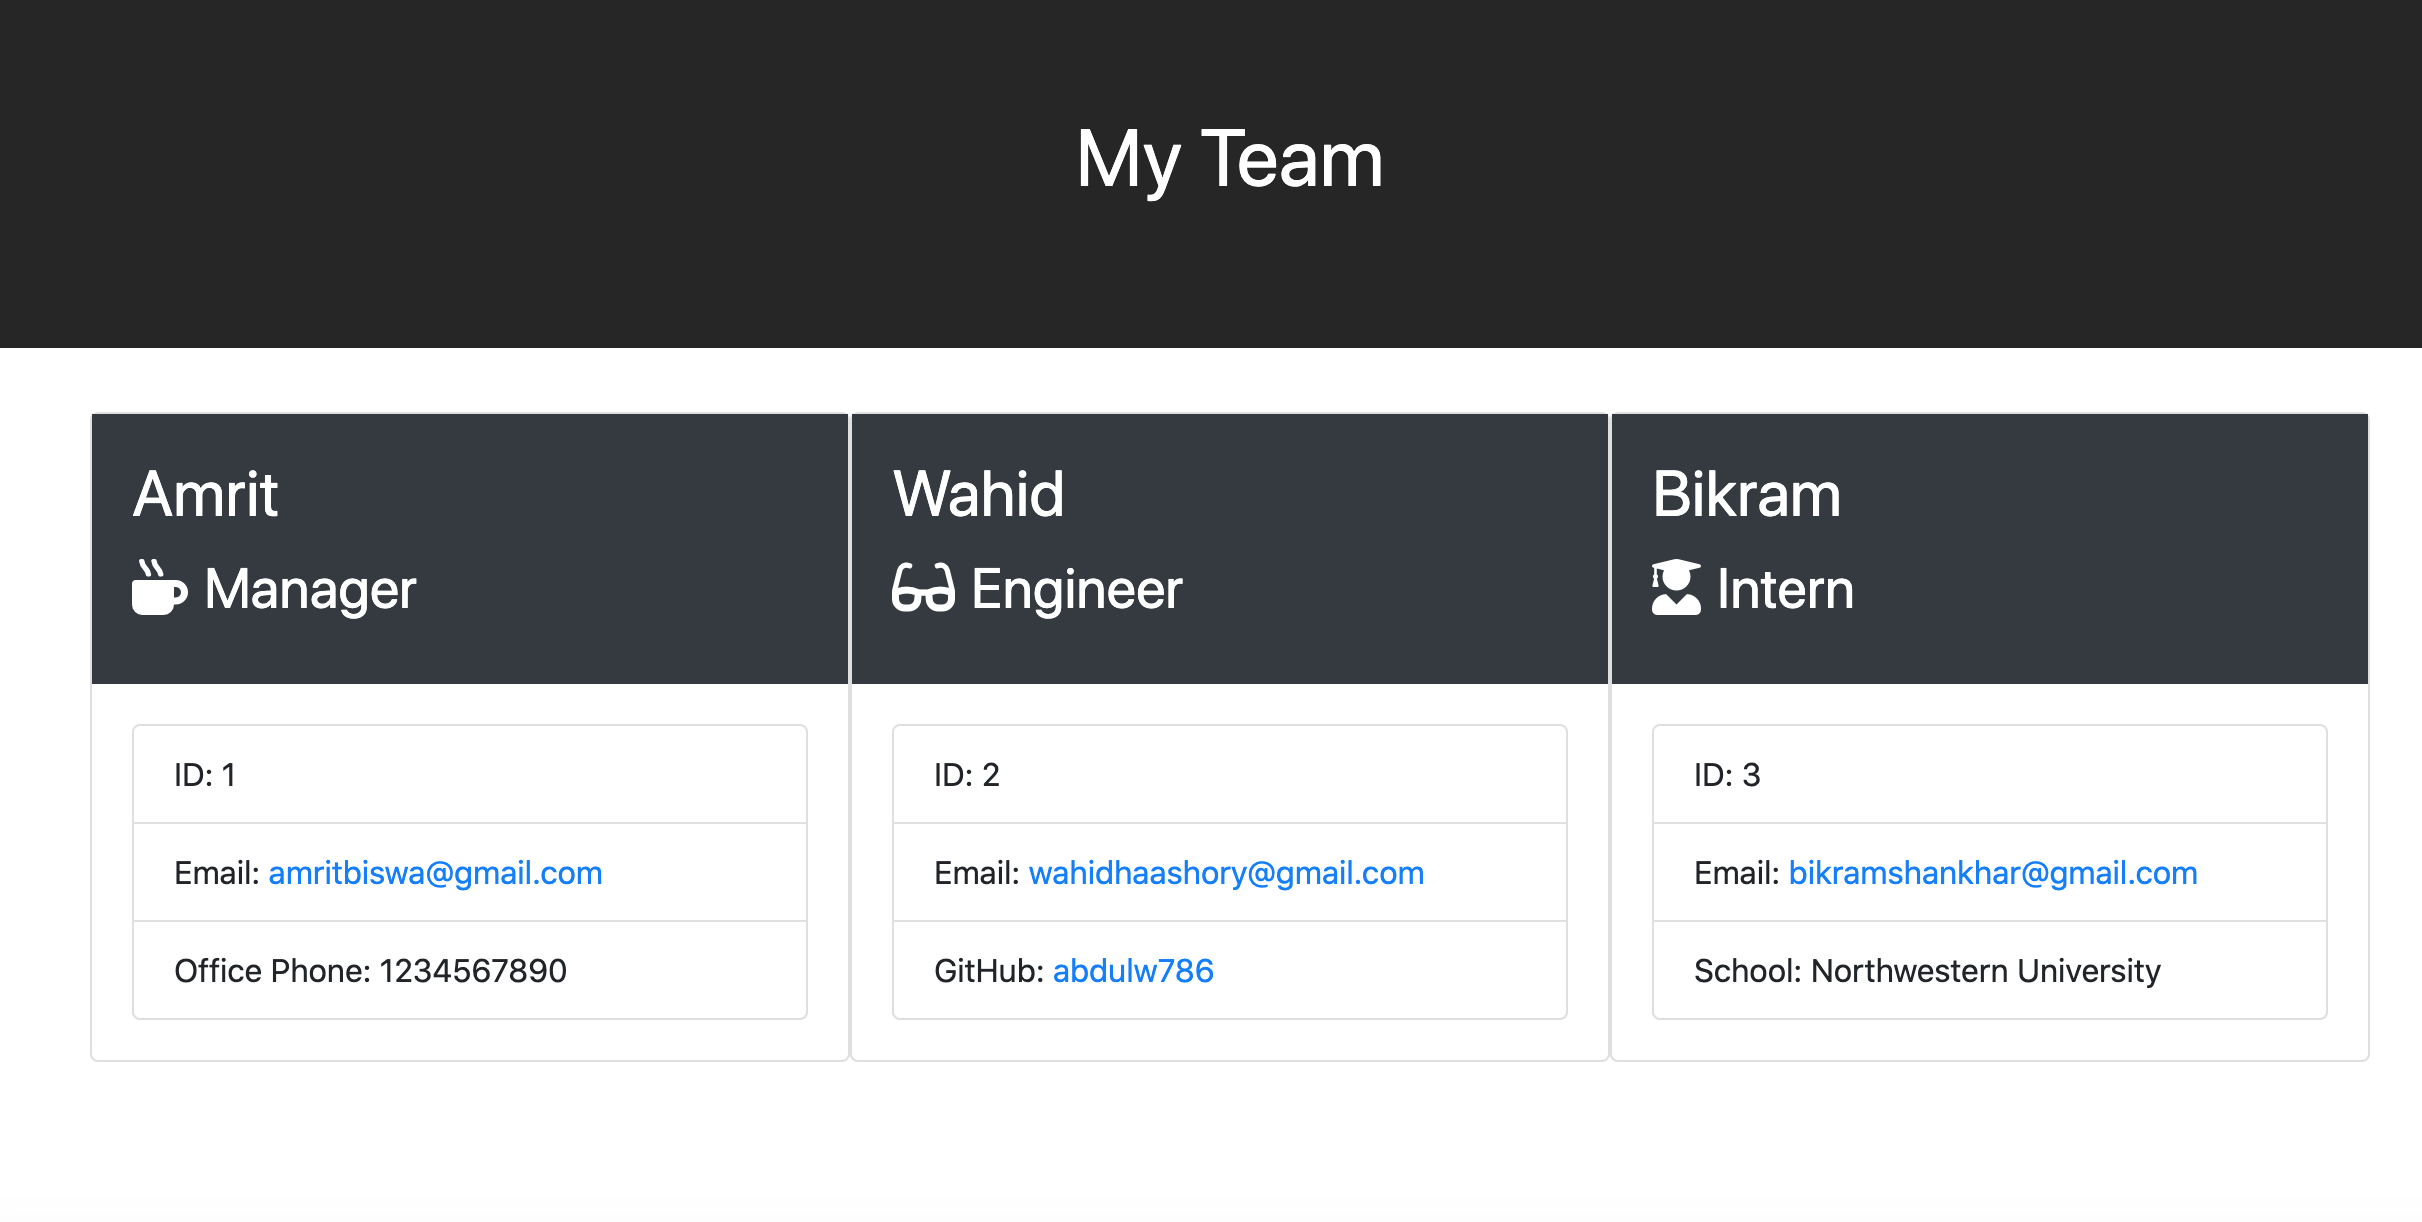 My Team
Amrit
Manager
ID: 1
Email: amritbiswa@gmail.com
Office Phone: 1234567890
Wahid
Engineer
ID: 2
Email: wahidhaashory@gmail.com
GitHub: abdulw786
Bikram
Intern
ID: 3
Email: bikramshankhar@gmail.com
School: Northwestern University